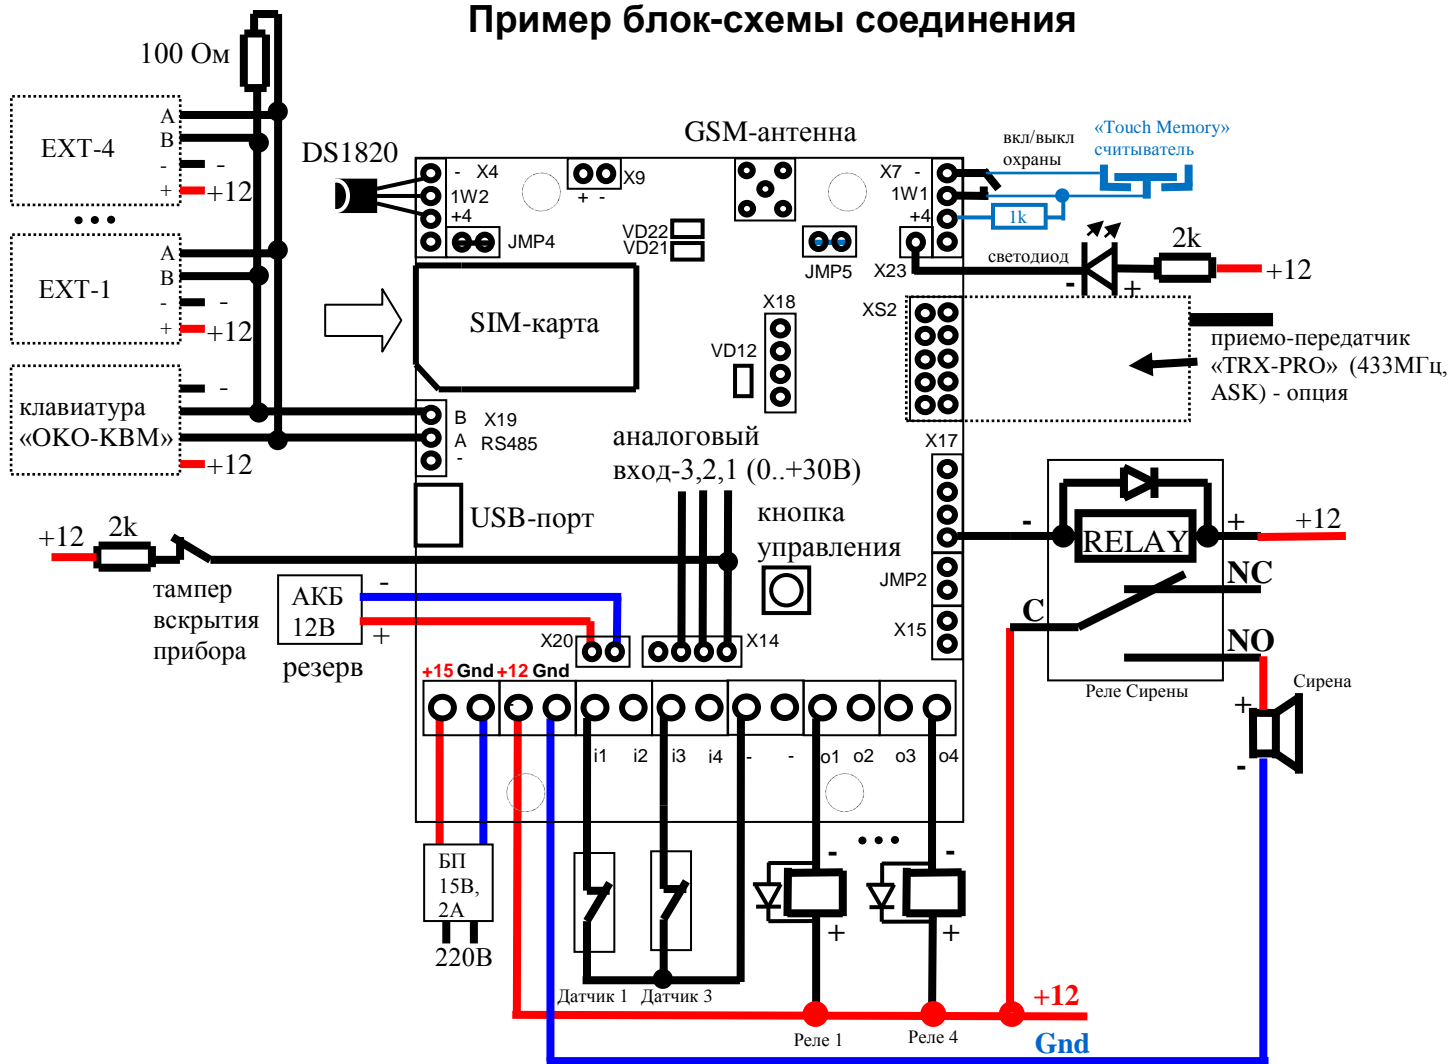 Пример блок-схемы соединения
100 Ом
A
EXT-4
B
-
-
+
+12
...
A
EXT-1
B
-
-
+
+12
-
клавиатура
«ОКО-KBM»
+12
DS1820
-
X4
1W2
+4
JMP4
X9
+ -
GSM-антенна
VD22
VD21
JMP5
X7 -
1W1
+4
X23
вкл/выкл
охраны
«Touch Memory»
считыватель
1k
светодиод
-
+
2k
+12
SIM-карта
X18
VD12
XS2
приемо-передатчик
«TRX-PRO» (433МГц,
ASK) - опция
B X19
A RS485
-
аналоговый
вход-3,2,1 (0..+30В)
X17
USB-порт
кнопка
управления
JMP2
X15
+12
2k
тампер
вскрытия
прибора
АКБ
12В
-
+
резерв
X20
X14
-
RELAY
+
+12
NC
C
NO
Реле Сирены
Сирена
+
-
+15 Gnd +12 Gnd
-
i1 i2 i3 i4 - - o1 o2 o3 o4
БП
15В,
2А
220В
...
-
+
-
+
Датчик 1 Датчик 3
Реле 1
Реле 4
+12
Gnd